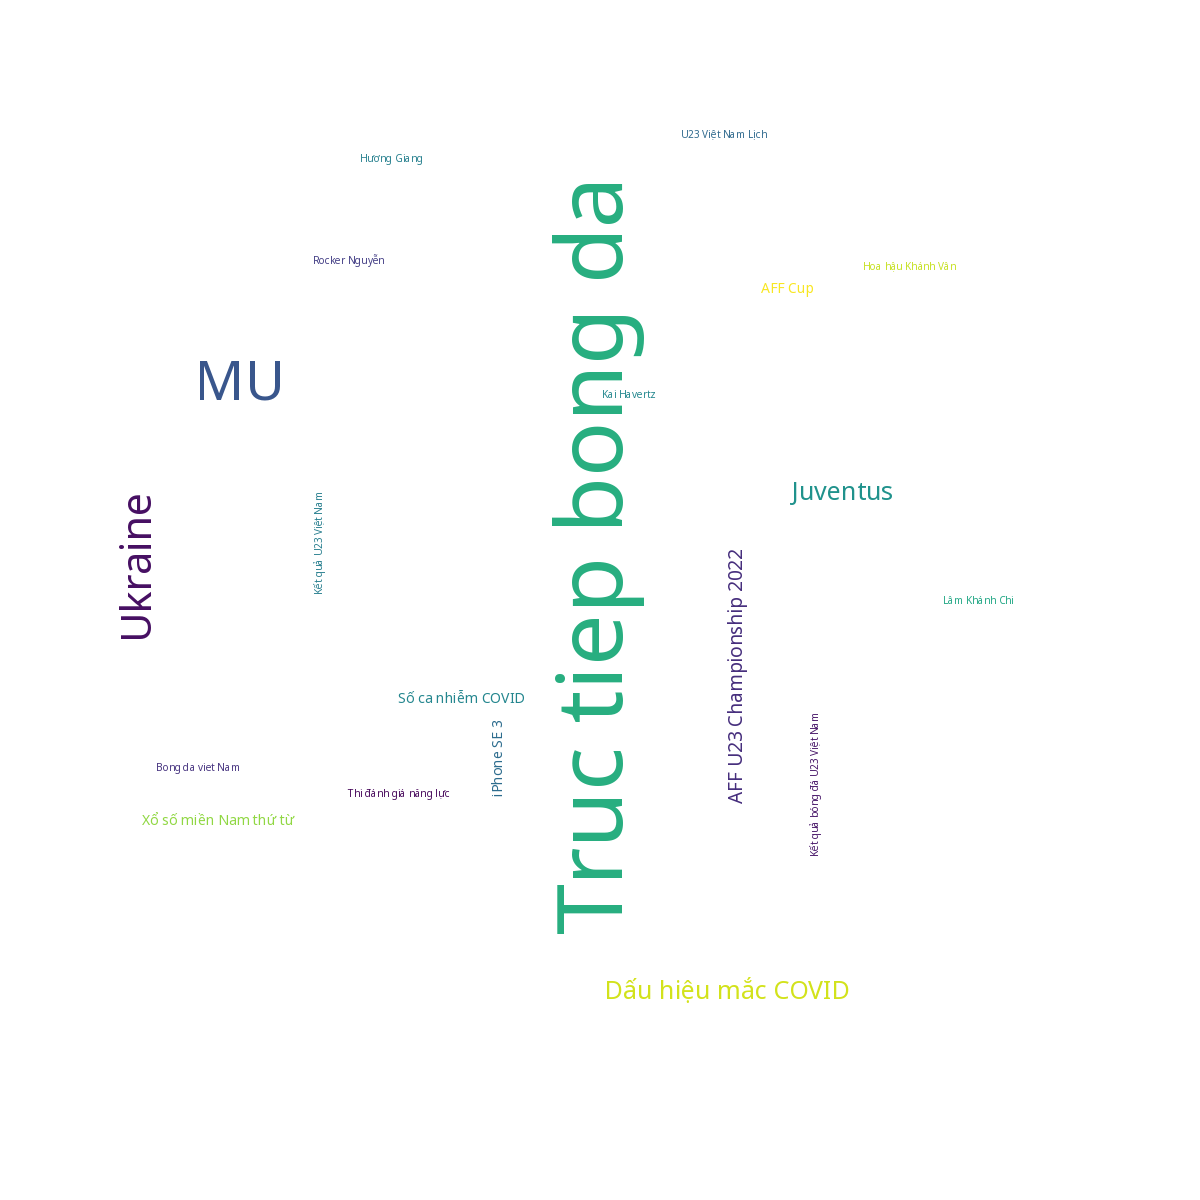 U23 Việt Nam Lịch
Hương Giang
Rocker Nguyễn
Hoa hậu Khánh Vân
AFF Cup
MU
Kai Havertz
Truc tiep bong da
Juventus
Ukraine
Kết quả U23 Việt Nam
AFF U23 Championship 2022
Lâm Khánh Chi
Số ca nhiễm COVID
iPhone SE 3
Kết quả bóng đá U23 Việt Nam
Bong da viet Nam
Thi đánh giá năng lực
Xổ số miền Nam thứ tư
Dấu hiệu mắc COVID